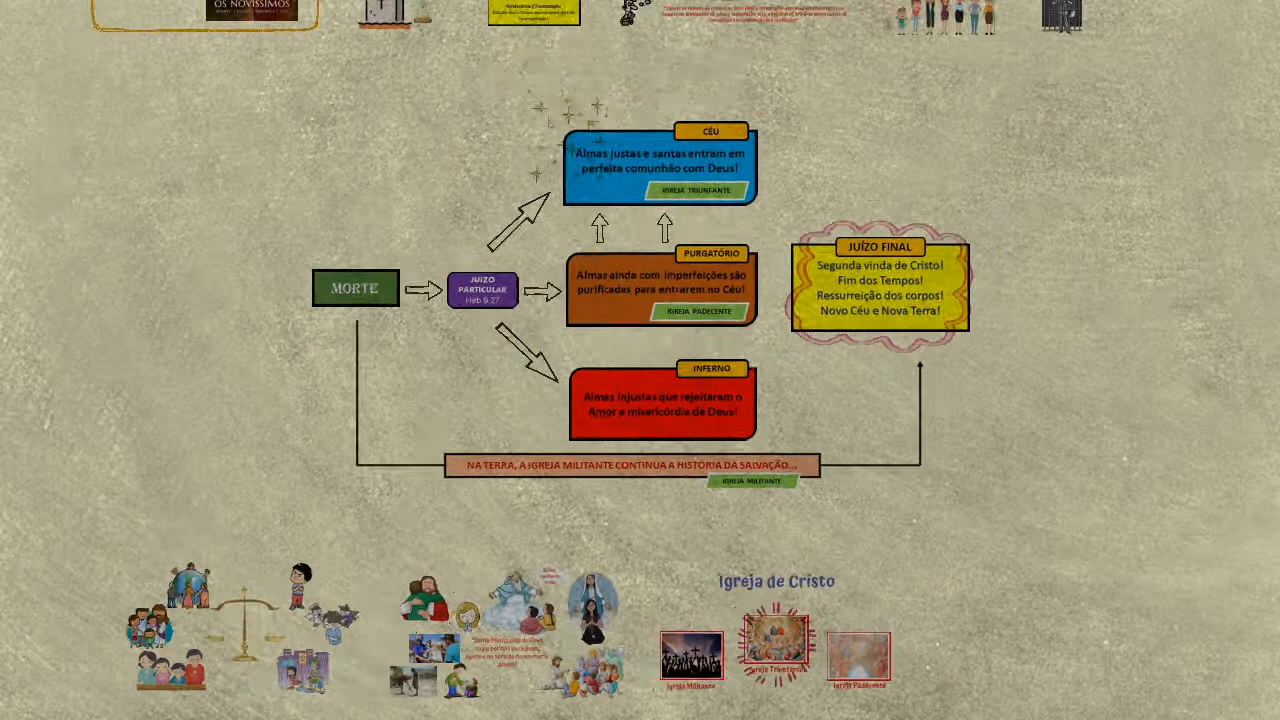 OS NOVÍSSIMOS
CÉU
Almas justas e santas entram em
perfeita comunhão com Deus!
IGREJA TRIUNFANTE
PURGATÓRIO
Almas ainda com imperfeições são
purificadas para entrarem no Céu!
IGREJA PADECENTE
MORTE
JUIZO
PARTICULAR
Heb 9,27
JUÍZO FINAL
Segunda vinda de Cristo!
Fim dos Tempos!
Ressurreição dos corpos!
Novo Céu e Nova Terra!
INFERNO
Almas injustas que rejeitaram o
Amor e misericórdia de Deus!
NA TERRA, A IGREJA MILITANTE CONTINUA A HISTÓRIA DA SALVAÇÃO...
IGREJA MILITANTE
Igreja de Cristo
Igreja Militante
Igreja Triunfante
Igreja Padecente